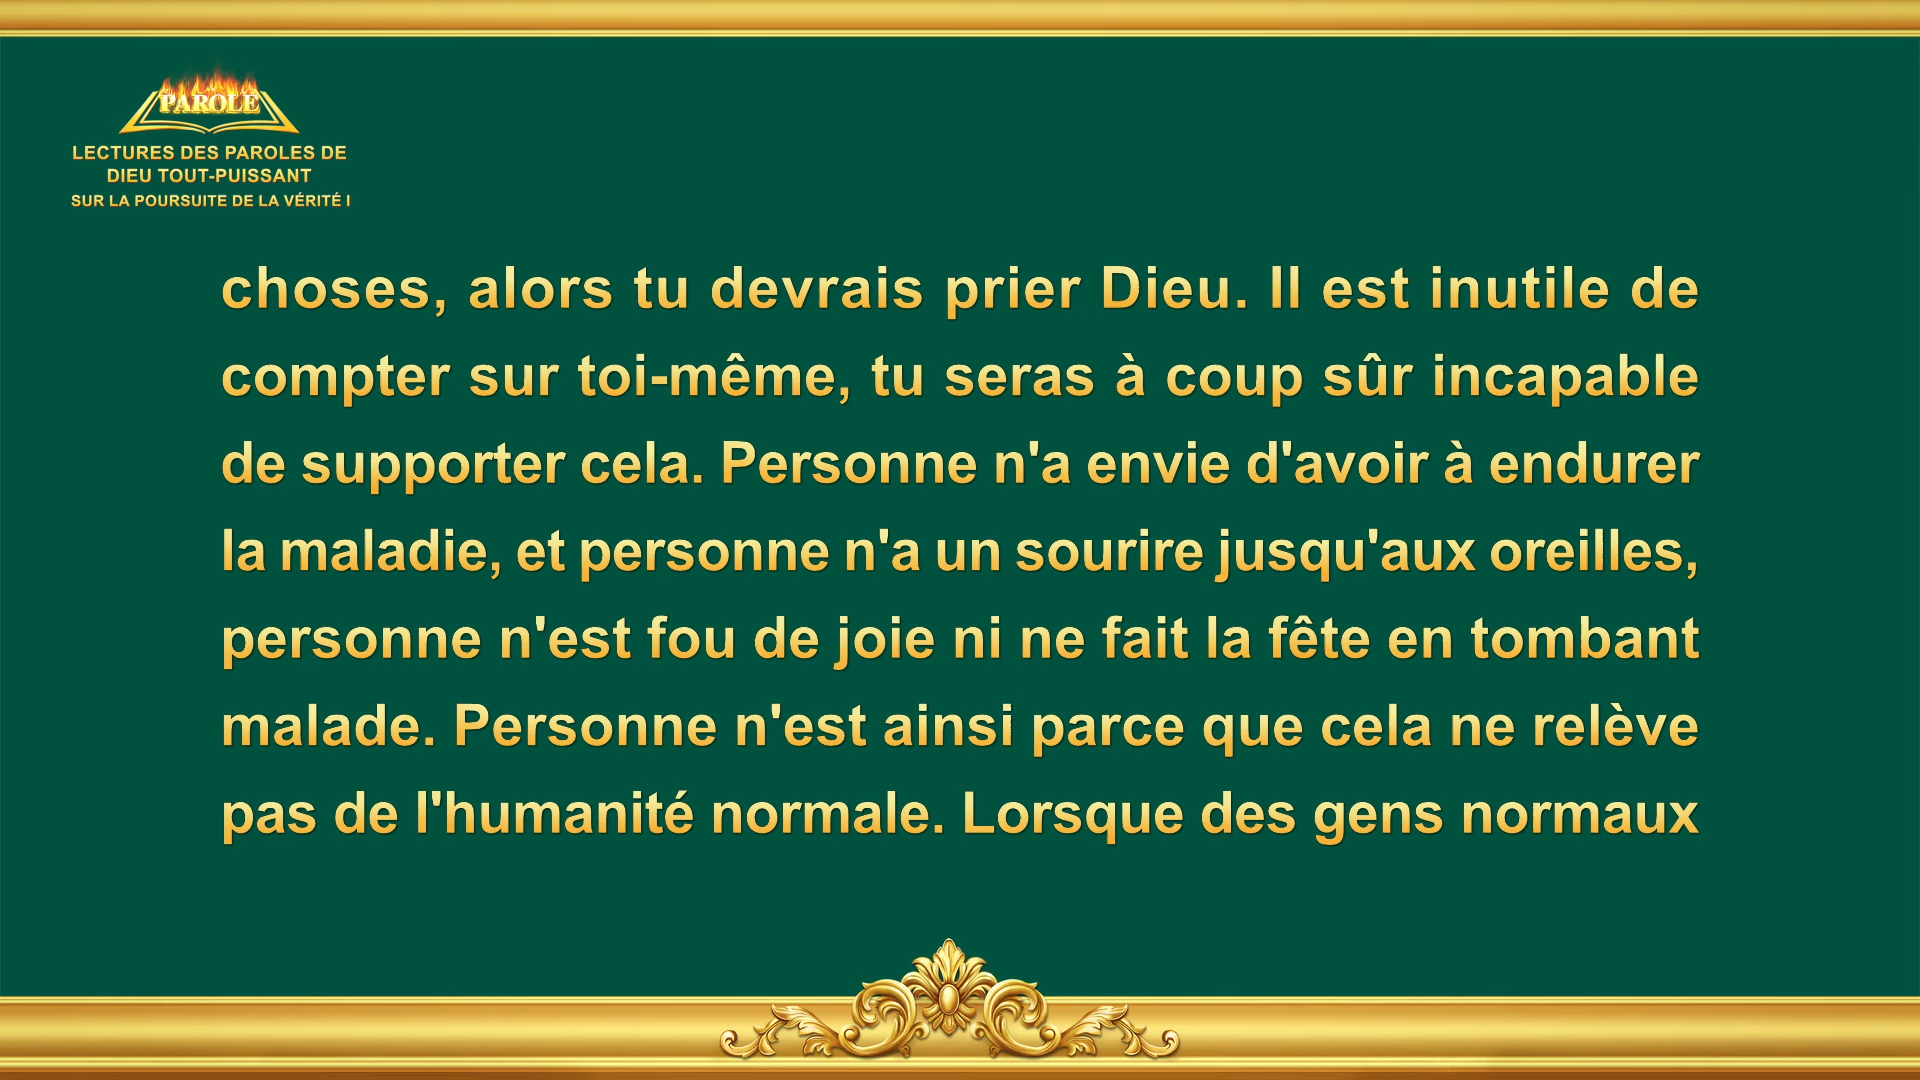 PAROLE
LECTURES DES PAROLES DE
DIEU TOUT-PUISSANT
SUR LA POURSUITE DE LA VÉRITÉ I
choses, alors tu devrais prier Dieu. Il est inutile de
compter sur toi-même, tu seras à coup sûr incapable
de supporter cela. Personne n'a envie d'avoir à endurer
la maladie, et personne n'a un sourire jusqu'aux oreilles,
personne n'est fou de joie ni ne fait la fête en tombant
malade. Personne n'est ainsi parce que cela ne relève
pas de l'humanité normale. Lorsque des gens normaux